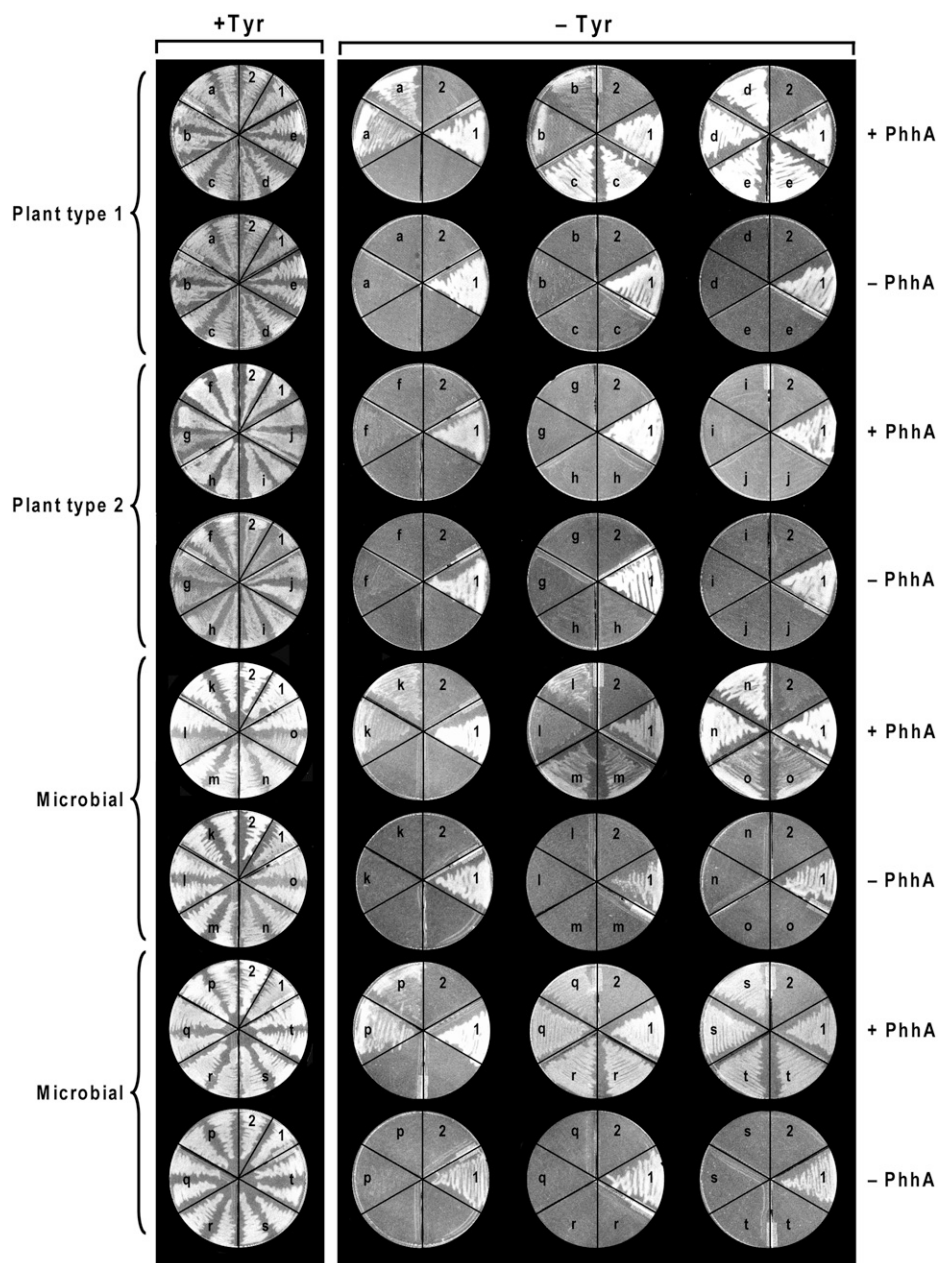 +Tyr – Tyr
a 2 1 b e c d a 2 a 1 b 2 b 1 c c d 2 d 1 e e + PhhA
Plant type 1
a 2 1 b e c d a 2 a 1 b 2 b 1 c c d 2 d 1 e e – PhhA
f 2 1 g j h i f 2 f 1 g 2 g 1 h h i 2 i 1 j j + PhhA
Plant type 2
f 2 1 g j h i f 2 f 1 g 2 g 1 h h i 2 i 1 j j – PhhA
k 2 1 l o m n k 2 k 1 l 2 l 1 m m n 2 n 1 o o + PhhA
Microbial
k 2 1 l o m n k 2 k 1 l 2 l 1 m m n 2 n 1 o o – PhhA
p 2 1 q t r s p 2 p 1 q 2 q 1 r r s 2 s 1 t t + PhhA
Microbial
p 2 1 q t r s p 2 p 1 q 2 q 1 r r s 2 s 1 t t – PhhA